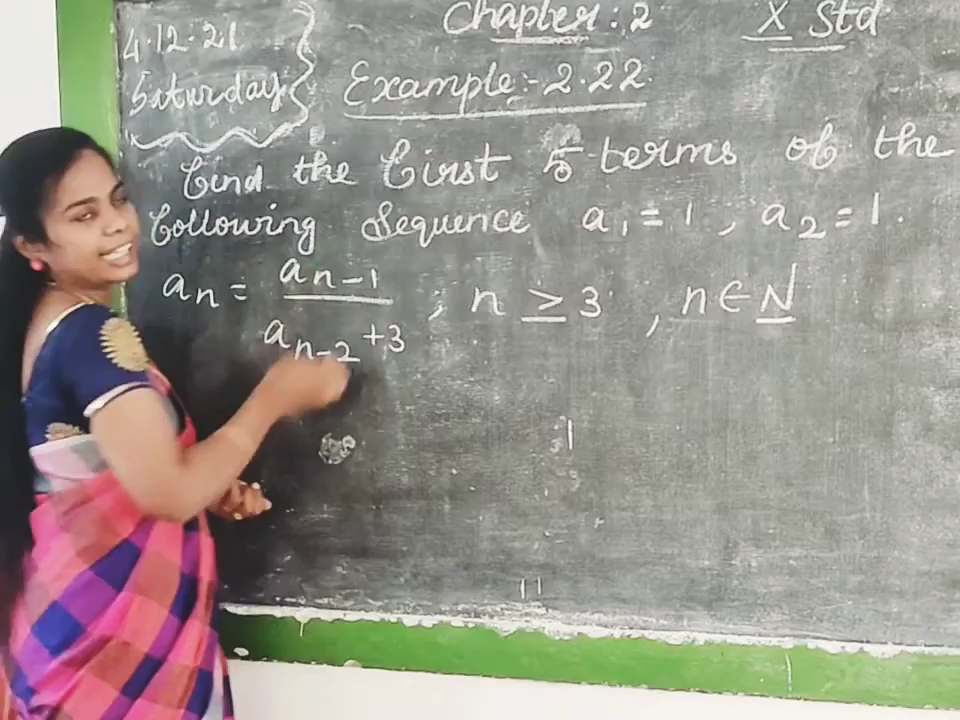 Chapter: 2 X Std
4.12.21
Saturday
Example:- 2.22.
Find the first 5 terms of the
following Sequence a₁ = 1, a₂ = 1.
aₙ = aₙ₋₁ / aₙ₋₂ + 3 ; n ≥ 3, n ∈ N